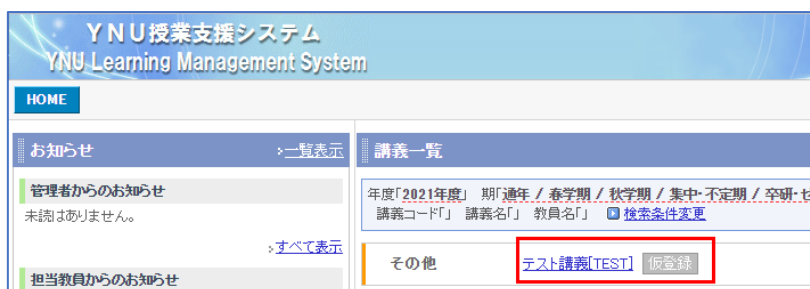 YNU授業支援システム
YNU Learning Management System
HOME
お知らせ
一覧表示
管理者からのお知らせ
未読はありません。
すべて表示
担当教員からのお知らせ
講義一覧
年度「2021年度」 期「通年 / 春学期 / 秋学期 / 集中・不定期 / 卒研・セ
講義コード「」 講義名「」 教員名「」 検索条件変更
その他 テスト講義[TEST] 仮登録